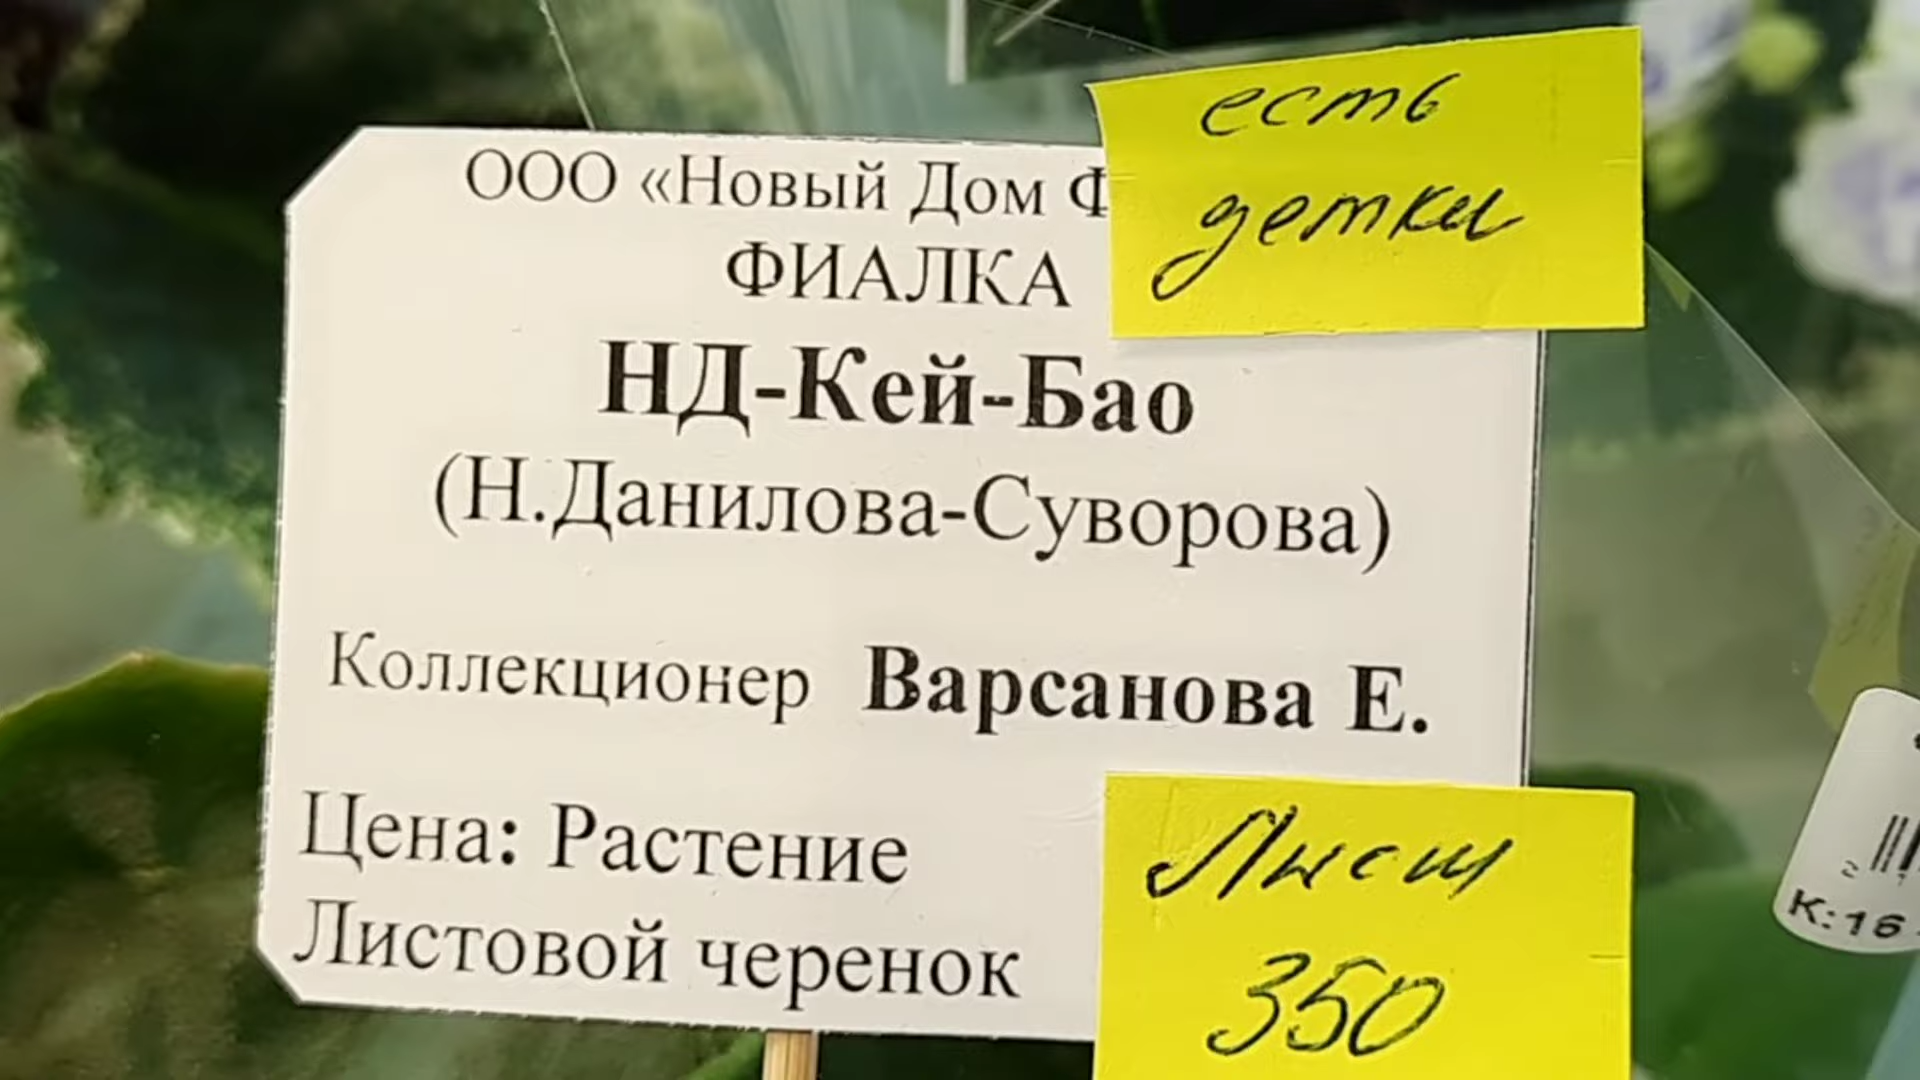 есть
детки
ООО «Новый Дом Ф
ФИАЛКА
НД-Кей-Бао
(Н.Данилова-Суворова)
Коллекционер Варсанова Е.
Цена: Растение
Листовой черенок
Лист
350
К:16